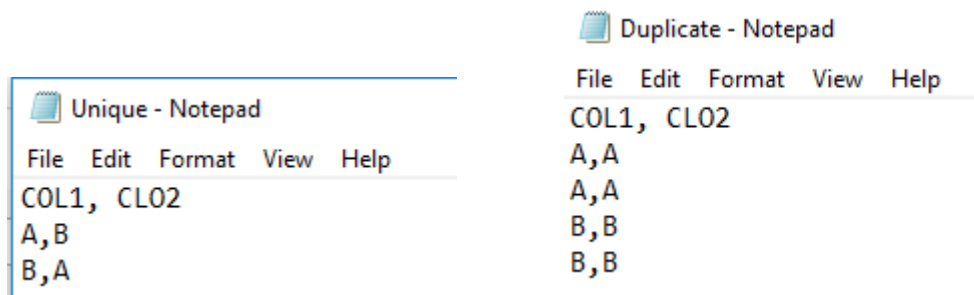 Unique - Notepad
File Edit Format View Help
COL1, CLO2
A,B
B,A
Duplicate - Notepad
File Edit Format View Help
COL1, CLO2
A,A
A,A
B,B
B,B